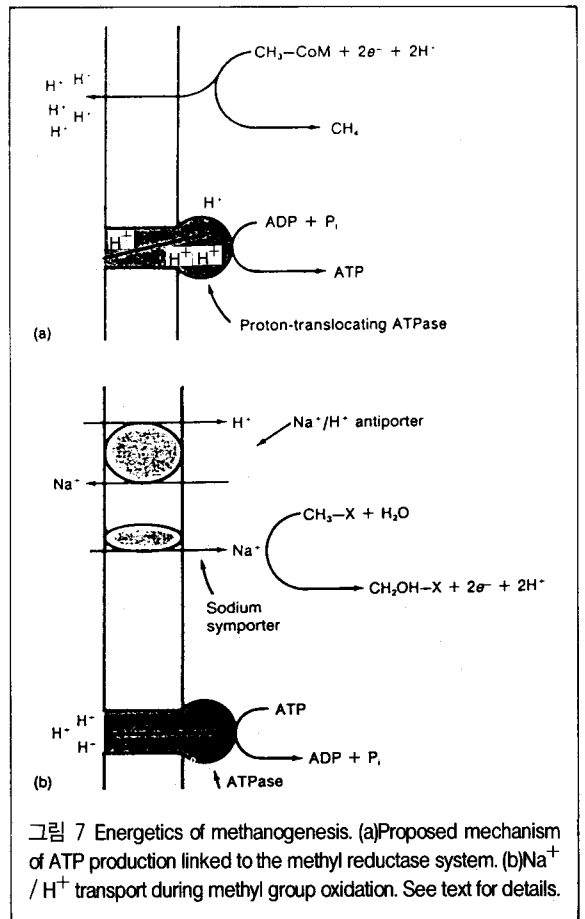 CH₃—CoM + 2e⁻ + 2H⁺
H⁺ H⁺
H⁺ H⁺
H⁺
CH₄
H⁺
ADP + Pᵢ
H⁺
H⁺ H⁺
ATP
Proton-translocating ATPase
(a)
H⁺
Na⁺/H⁺ antiporter
Na⁺
CH₃—X + H₂O
Na⁺
CH₂OH—X + 2e⁻ + 2H⁺
Sodium
symporter
ATP
H⁺
H⁺
H⁺
ADP + Pᵢ
ATPase
(b)
그림 7 Energetics of methanogenesis. (a)Proposed mechanism
of ATP production linked to the methyl reductase system. (b)Na⁺
/ H⁺ transport during methyl group oxidation. See text for details.